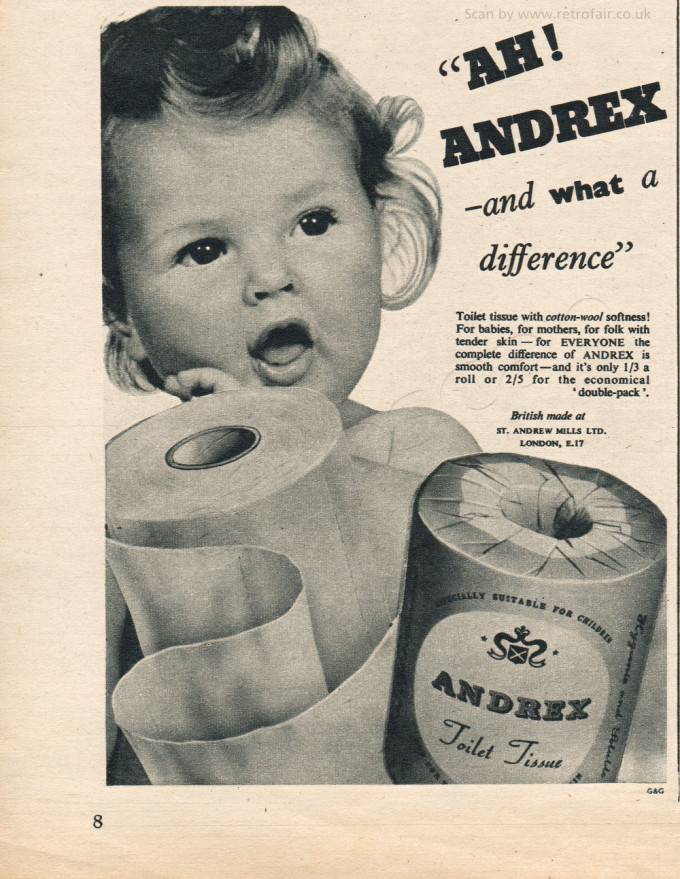 Scan by www.retrofair.co.uk
“AH!
ANDREX
–and what a
difference”
Toilet tissue with cotton-wool softness!
For babies, for mothers, for folk with
tender skin — for EVERYONE the
complete difference of ANDREX is
smooth comfort—and it's only 1/3 a
roll or 2/5 for the economical
‘double-pack’.
British made at
ST. ANDREW MILLS LTD.
LONDON, E.17
SUITABLE FOR CHILDREN
ANDREX
Toilet Tissue
G&G
8